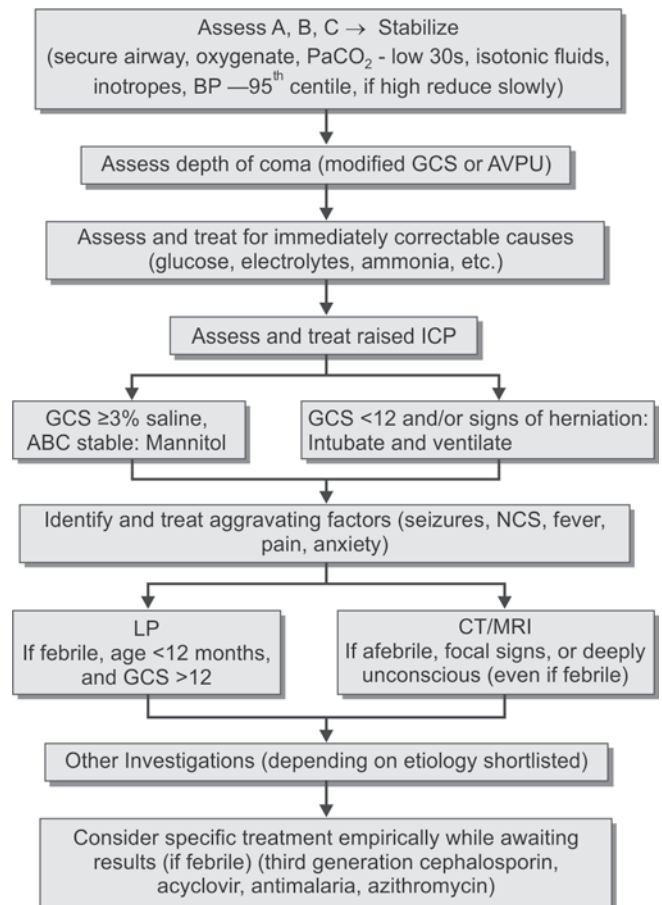 Assess A, B, C → Stabilize
(secure airway, oxygenate, PaCO₂ - low 30s, isotonic fluids,
inotropes, BP —95th centile, if high reduce slowly)
Assess depth of coma (modified GCS or AVPU)
Assess and treat for immediately correctable causes
(glucose, electrolytes, ammonia, etc.)
Assess and treat raised ICP
GCS ≥3% saline,
ABC stable: Mannitol
GCS <12 and/or signs of herniation:
Intubate and ventilate
Identify and treat aggravating factors (seizures, NCS, fever,
pain, anxiety)
LP
If febrile, age <12 months,
and GCS >12
CT/MRI
If afebrile, focal signs, or deeply
unconscious (even if febrile)
Other Investigations (depending on etiology shortlisted)
Consider specific treatment empirically while awaiting
results (if febrile) (third generation cephalosporin,
acyclovir, antimalaria, azithromycin)